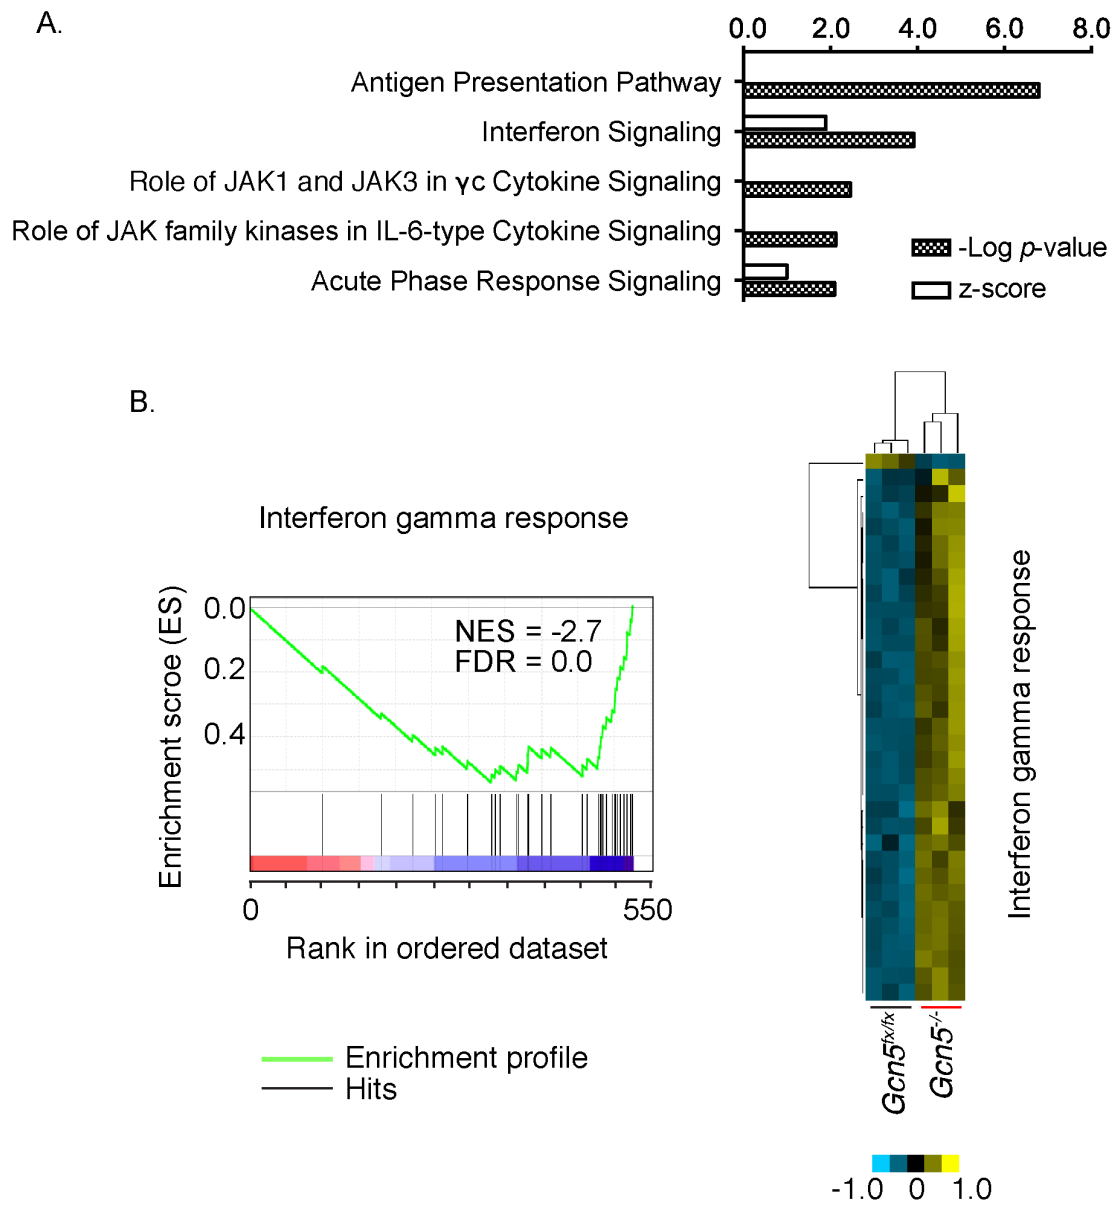 A.
0.0 2.0 4.0 6.0 8.0
Antigen Presentation Pathway
Interferon Signaling
Role of JAK1 and JAK3 in γc Cytokine Signaling
Role of JAK family kinases in IL-6-type Cytokine Signaling
Acute Phase Response Signaling
-Log p-value
z-score
B.
Interferon gamma response
Enrichment scroe (ES)
0.0
0.2
0.4
NES = -2.7
FDR = 0.0
0 550
Rank in ordered dataset
Enrichment profile
Hits
Interferon gamma response
Gcn5fx/fx
Gcn5-/-
-1.0 0 1.0